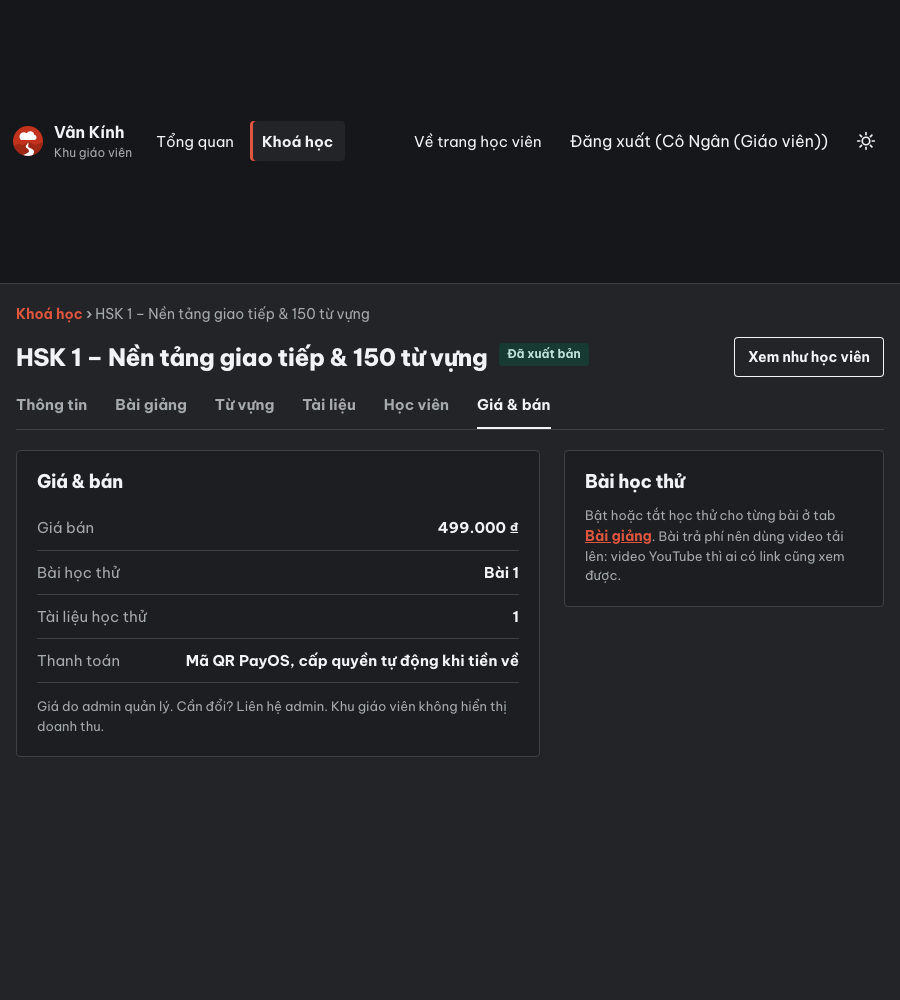 Vân Kính
Khu giáo viên
Tổng quan
Khoá học
Về trang học viên
Đăng xuất (Cô Ngân (Giáo viên))
Khoá học › HSK 1 – Nền tảng giao tiếp & 150 từ vựng
HSK 1 – Nền tảng giao tiếp & 150 từ vựng
Đã xuất bản
Xem như học viên
Thông tin
Bài giảng
Từ vựng
Tài liệu
Học viên
Giá & bán
Giá & bán
Giá bán
499.000 ₫
Bài học thử
Bài 1
Tài liệu học thử
1
Thanh toán
Mã QR PayOS, cấp quyền tự động khi tiền về
Giá do admin quản lý. Cần đổi? Liên hệ admin. Khu giáo viên không hiển thị
doanh thu.
Bài học thử
Bật hoặc tắt học thử cho từng bài ở tab
Bài giảng. Bài trả phí nên dùng video tải
lên: video YouTube thì ai có link cũng xem
được.